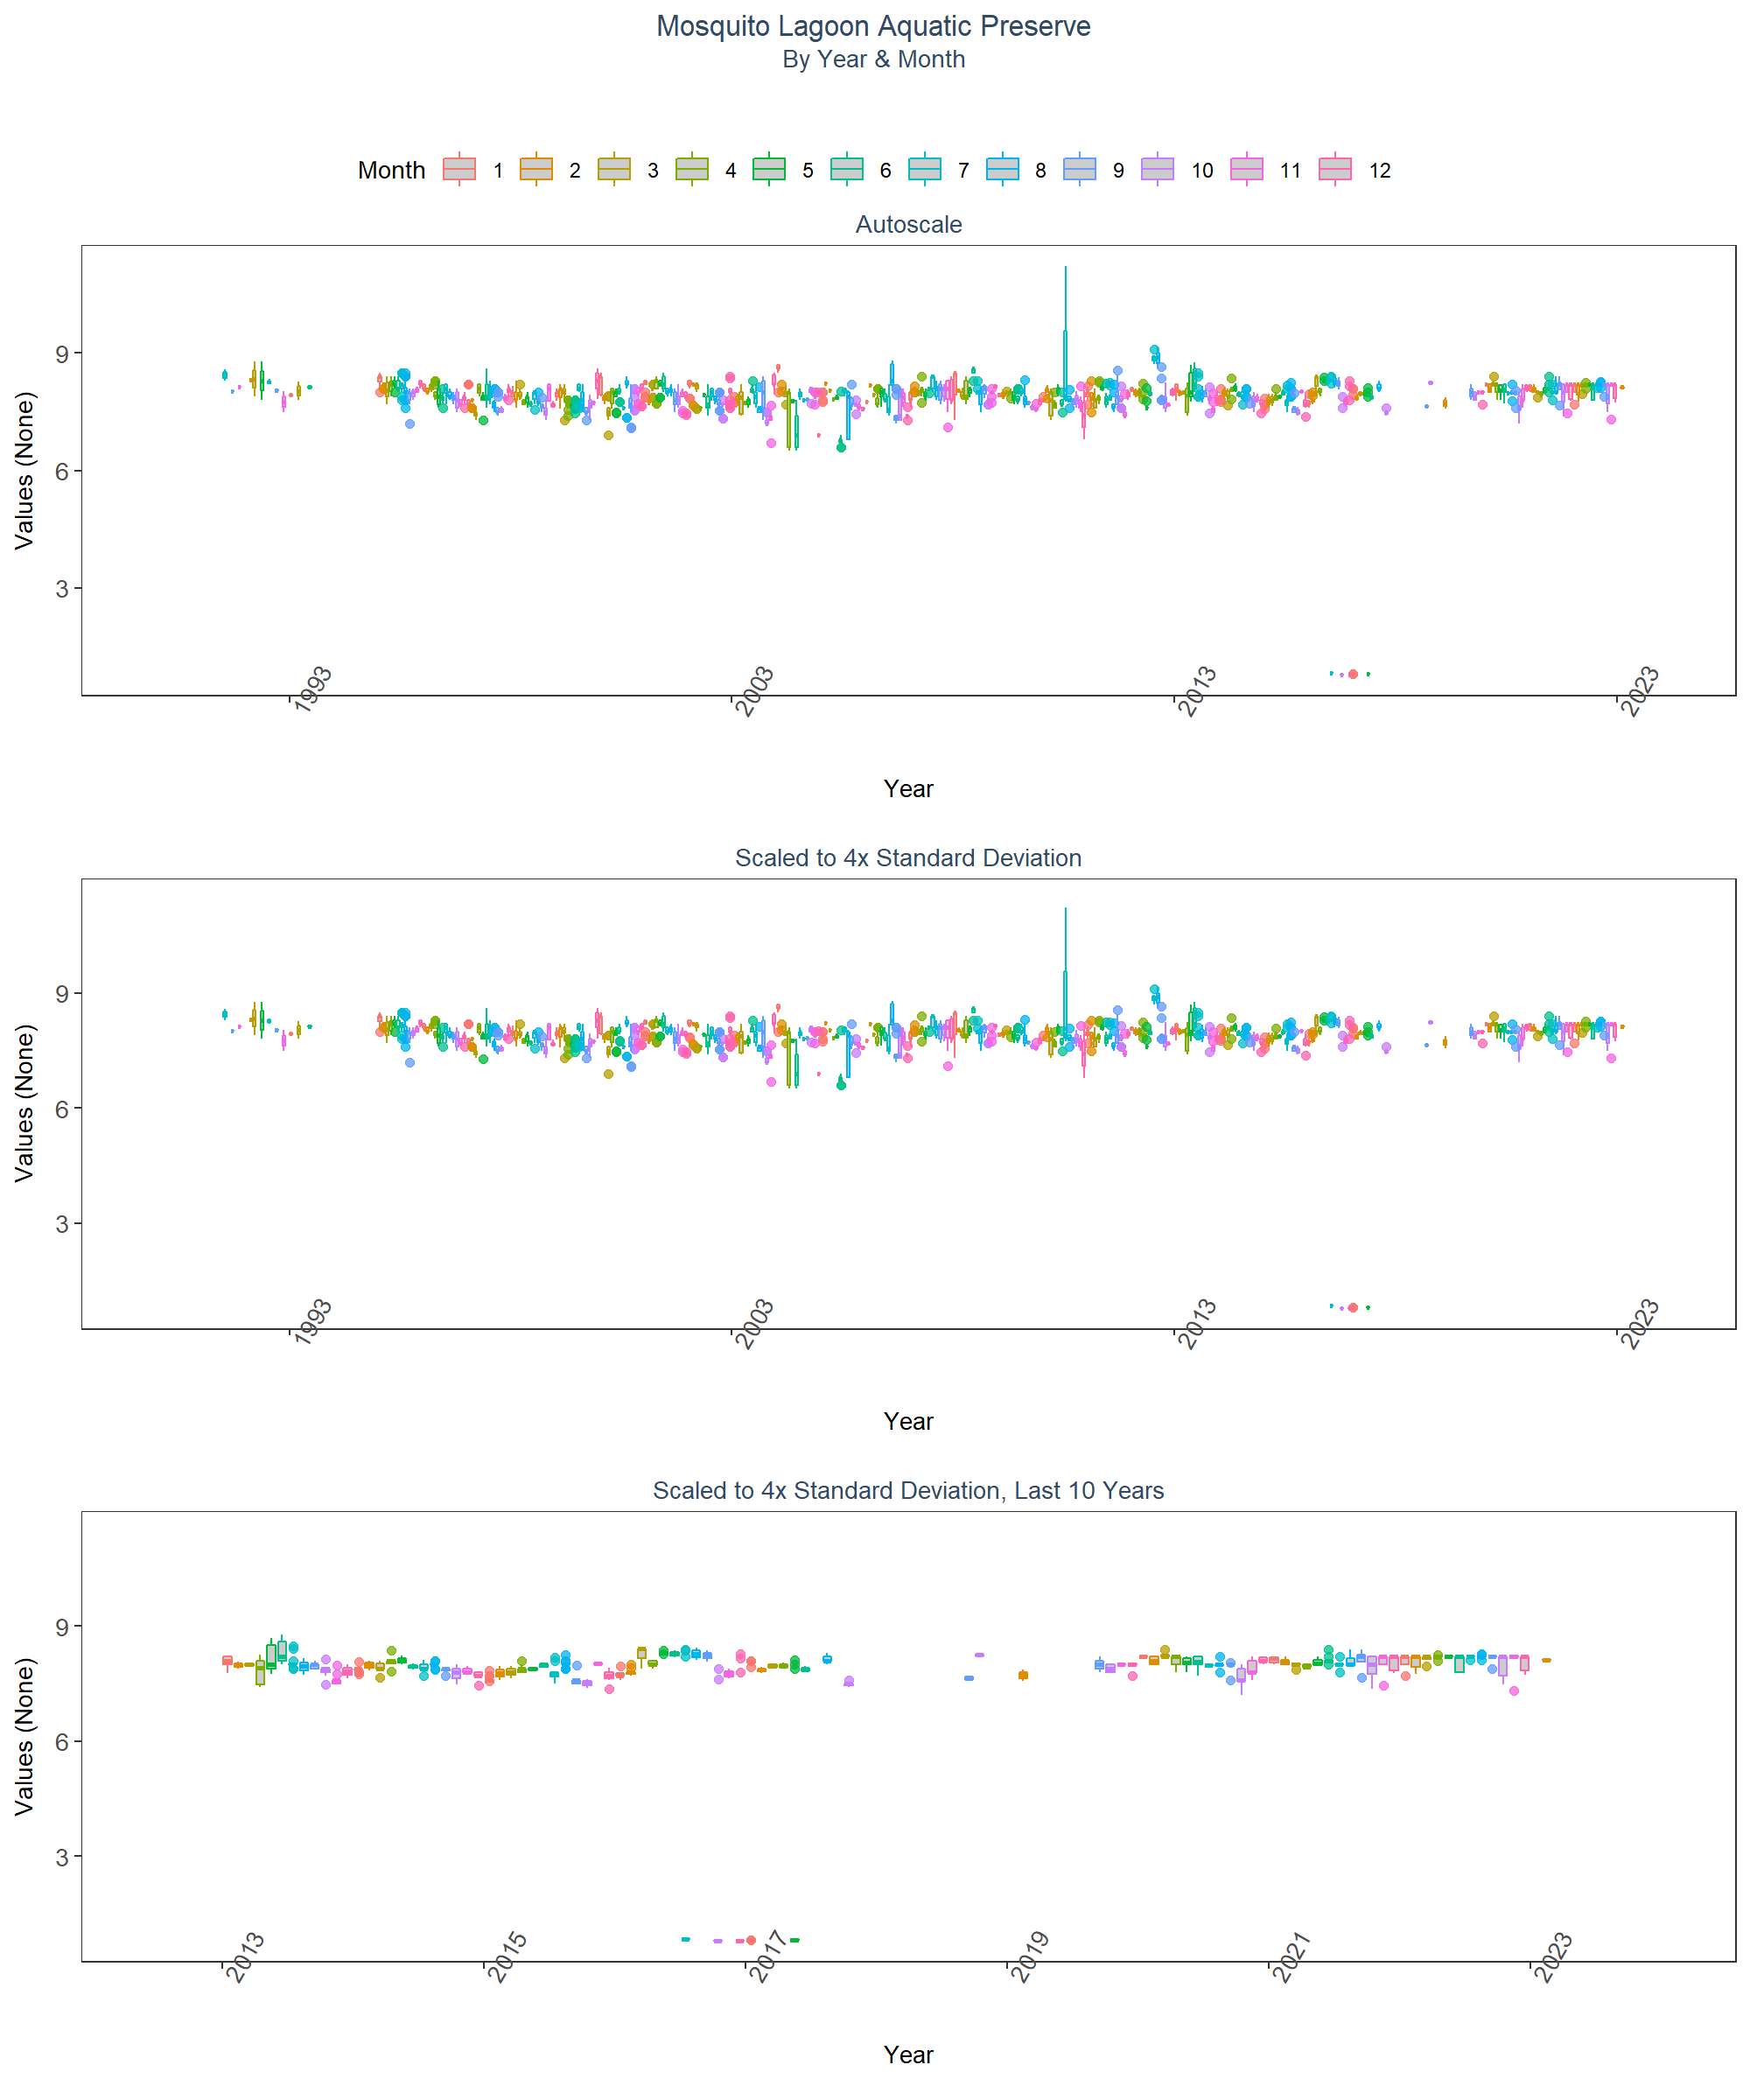 Mosquito Lagoon Aquatic Preserve
By Year & Month
Month 1 2 3 4 5 6 7 8 9 10 11 12
Autoscale
Values (None)
9
6
3
1993 2003 2013 2023
Year
Scaled to 4x Standard Deviation
Values (None)
9
6
3
1993 2003 2013 2023
Year
Scaled to 4x Standard Deviation, Last 10 Years
Values (None)
9
6
3
2013 2015 2017 2019 2021 2023
Year